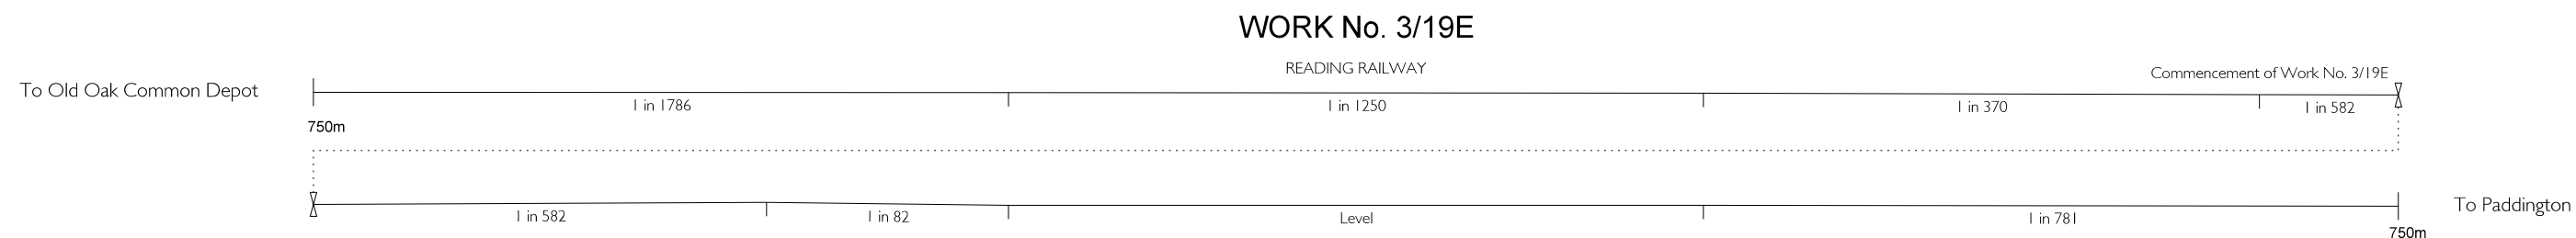 WORK No. 3/19E
READING RAILWAY
Commencement of Work No. 3/19E
To Old Oak Common Depot
1 in 1786
1 in 1250
1 in 370
1 in 582
750m
1 in 582
1 in 82
Level
1 in 781
To Paddington
750m